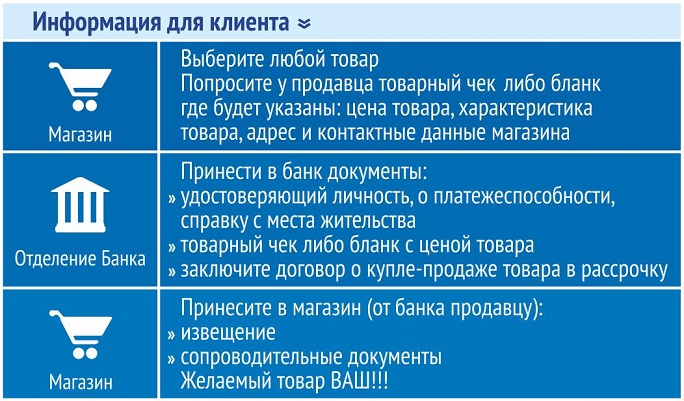 Информация для клиента
Магазин
Выберите любой товар
Попросите у продавца товарный чек либо бланк
где будет указаны: цена товара, характеристика
товара, адрес и контактные данные магазина
Отделение Банка
Принести в банк документы:
» удостоверяющий личность, о платежеспособности,
справку с места жительства
» товарный чек либо бланк с ценой товара
» заключите договор о купле-продаже товара в рассрочку
Магазин
Принесите в магазин (от банка продавцу):
» извещение
» сопроводительные документы
Желаемый товар ВАШ!!!